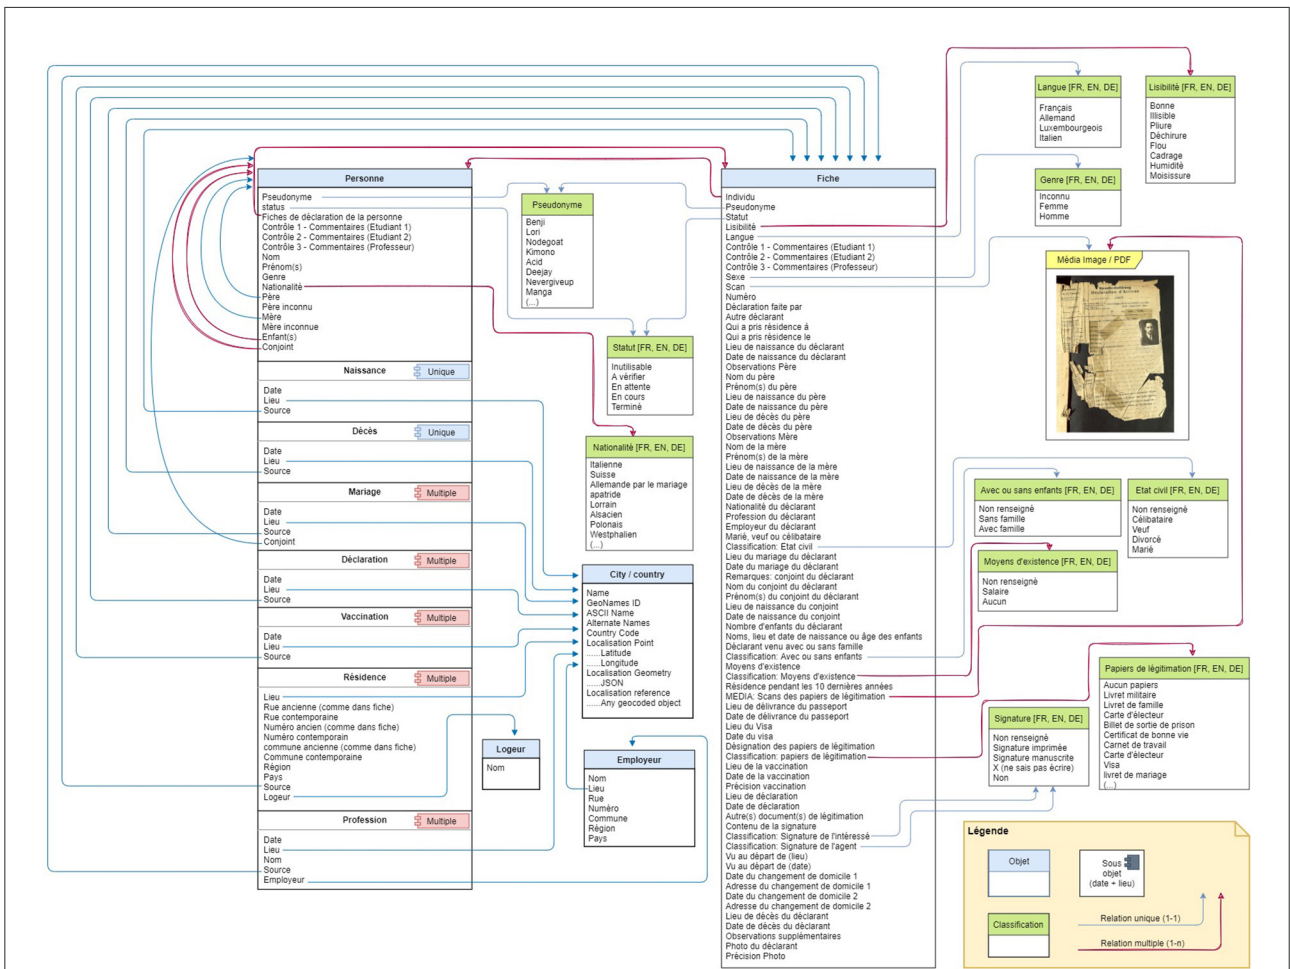 Personne
Pseudonyme
status
Fiches de déclaration de la personne
Contrôle 1 - Commentaires (Etudiant 1)
Contrôle 2 - Commentaires (Etudiant 2)
Contrôle 3 - Commentaires (Professeur)
Nom
Prénom(s)
Genre
Nationalité
Père
Père inconnu
Mère
Mère inconnue
Enfant(s)
Conjoint
Naissance
Unique
Date
Lieu
Source
Décès
Unique
Date
Lieu
Source
Mariage
Multiple
Date
Lieu
Source
Conjoint
Déclaration
Multiple
Date
Lieu
Source
Vaccination
Multiple
Date
Lieu
Source
Résidence
Multiple
Lieu
Rue ancienne (comme dans fiche)
Rue contemporaine
Numéro ancien (comme dans fiche)
Numéro contemporain
commune ancienne (comme dans fiche)
Commune contemporaine
Région
Pays
Source
Logeur
Profession
Multiple
Date
Lieu
Nom
Source
Employeur
Pseudonyme
Benji
Lori
Nodegoat
Kimono
Acid
Deejay
Nevergiveup
Manga
(...)
Statut [FR, EN, DE]
Inutilisable
A vérifier
En attente
En cours
Terminé
Nationalité [FR, EN, DE]
Italienne
Suisse
Allemande par le mariage
apatride
Lorrain
Alsacien
Polonais
Westphalien
(...)
City / country
Name
GeoNames ID
ASCII Name
Alternate Names
Country Code
Localisation Point
......Latitude
......Longitude
Localisation Geometry
......JSON
Localisation reference
......Any geocoded object
Logeur
Nom
Employeur
Nom
Lieu
Rue
Numéro
Commune
Région
Pays
Fiche
Individu
Pseudonyme
Statut
Lisibilité
Langue
Contrôle 1 - Commentaires (Etudiant 1)
Contrôle 2 - Commentaires (Etudiant 2)
Contrôle 3 - Commentaires (Professeur)
Sexe
Scan
Numéro
Déclaration faite par
Autre déclarant
Qui a pris résidence à
Qui a pris résidence le
Lieu de naissance du déclarant
Date de naissance du déclarant
Observations Père
Nom du père
Prénom(s) du père
Lieu de naissance du père
Date de naissance du père
Lieu de décès du père
Date de décès du père
Observations Mère
Nom de la mère
Prénom(s) de la mère
Lieu de naissance de la mère
Date de naissance de la mère
Lieu de décès de la mère
Date de décès de la mère
Nationalité du déclarant
Profession du déclarant
Employeur du déclarant
Marié, veuf ou célibataire
Classification: Etat civil
Lieu du mariage du déclarant
Date du mariage du déclarant
Remarques: conjoint du déclarant
Nom du conjoint du déclarant
Prénom(s) du conjoint du déclarant
Lieu de naissance du conjoint
Date de naissance du conjoint
Nombre d'enfants du déclarant
Noms, lieu et date de naissance ou âge des enfants
Déclarant venu avec ou sans famille
Classification: Avec ou sans enfants
Moyens d'existence
Classification: Moyens d'existence
Résidence pendant les 10 dernières années
MEDIA: Scans des papiers de légitimation
Lieu de délivrance du passeport
Date de délivrance du passeport
Lieu du Visa
Date du visa
Désignation des papiers de légitimation
Classification: papiers de légitimation
Lieu de la vaccination
Date de la vaccination
Précision vaccination
Lieu de déclaration
Date de déclaration
Autre(s) document(s) de légitimation
Contenu de la signature
Classification: Signature de l'intéressé
Classification: Signature de l'agent
Vu au départ de (lieu)
Vu au départ de (date)
Date du changement de domicile 1
Adresse du changement de domicile 1
Date du changement de domicile 2
Adresse du changement de domicile 2
Lieu de décès du déclarant
Date de décès du déclarant
Observations supplémentaires
Photo du déclarant
Précision Photo
Langue [FR, EN, DE]
Français
Allemand
Luxembourgeois
Italien
Lisibilité [FR, EN, DE]
Bonne
Illisible
Pliure
Déchirure
Flou
Cadrage
Humidité
Moisissure
Genre [FR, EN, DE]
Inconnu
Femme
Homme
Média Image / PDF
Avec ou sans enfants [FR, EN, DE]
Non renseigné
Sans famille
Avec famille
Etat civil [FR, EN, DE]
Non renseigné
Célibataire
Veuf
Divorcé
Marié
Moyens d'existence [FR, EN, DE]
Non renseigné
Salaire
Aucun
Papiers de légitimation [FR, EN, DE]
Aucun papiers
Livret militaire
Livret de famille
Carte d'électeur
Billet de sortie de prison
Certificat de bonne vie
Carnet de travail
Carte d'électeur
Visa
livret de mariage
(...)
Signature [FR, EN, DE]
Non renseigné
Signature imprimée
Signature manuscrite
X (ne sais pas écrire)
Non
Légende
Objet
Sous
objet
(date + lieu)
Classification
Relation unique (1-1)
Relation multiple (1-n)